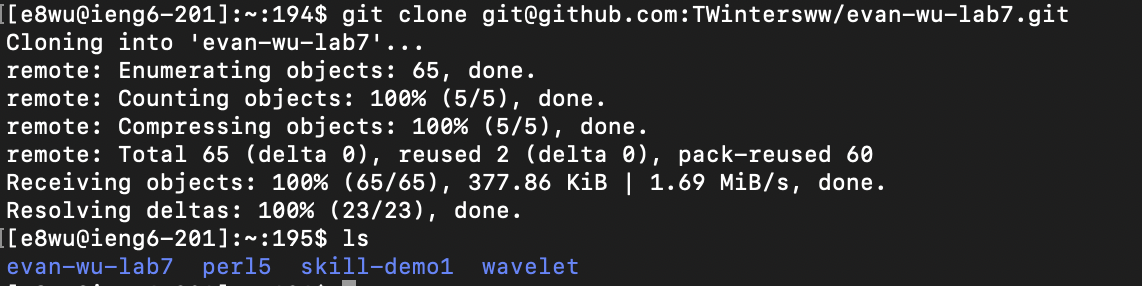 [[e8wu@ieng6-201]:~:194$ git clone git@github.com:TWintersww/evan-wu-lab7.git
Cloning into 'evan-wu-lab7'...
remote: Enumerating objects: 65, done.
remote: Counting objects: 100% (5/5), done.
remote: Compressing objects: 100% (5/5), done.
remote: Total 65 (delta 0), reused 2 (delta 0), pack-reused 60
Receiving objects: 100% (65/65), 377.86 KiB | 1.69 MiB/s, done.
Resolving deltas: 100% (23/23), done.
[[e8wu@ieng6-201]:~:195$ ls
evan-wu-lab7  perl5  skill-demo1  wavelet